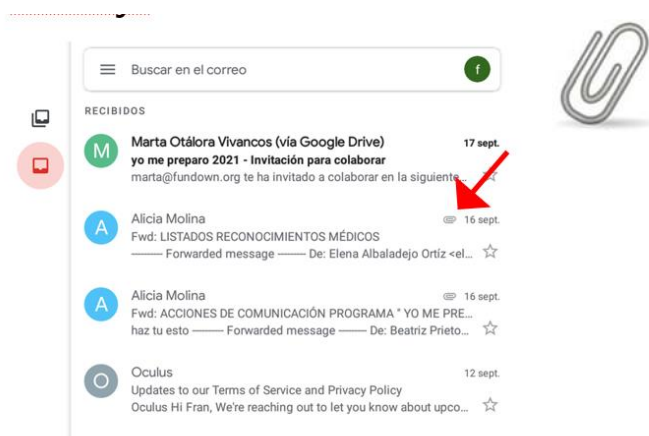 Buscar en el correo
f
RECIBIDOS
M
Marta Otálora Vivancos (vía Google Drive)
17 sept.
yo me preparo 2021 - Invitación para colaborar
marta@fundown.org te ha invitado a colaborar en la siguiente...
A
Alicia Molina
16 sept.
Fwd: LISTADOS RECONOCIMIENTOS MÉDICOS
---------- Forwarded message --------- De: Elena Albaladejo Ortíz <el...
A
Alicia Molina
16 sept.
Fwd: ACCIONES DE COMUNICACIÓN PROGRAMA " YO ME PRE...
haz tu esto ---------- Forwarded message --------- De: Beatriz Prieto...
O
Oculus
12 sept.
Updates to our Terms of Service and Privacy Policy
Oculus Hi Fran, We're reaching out to let you know about upco...